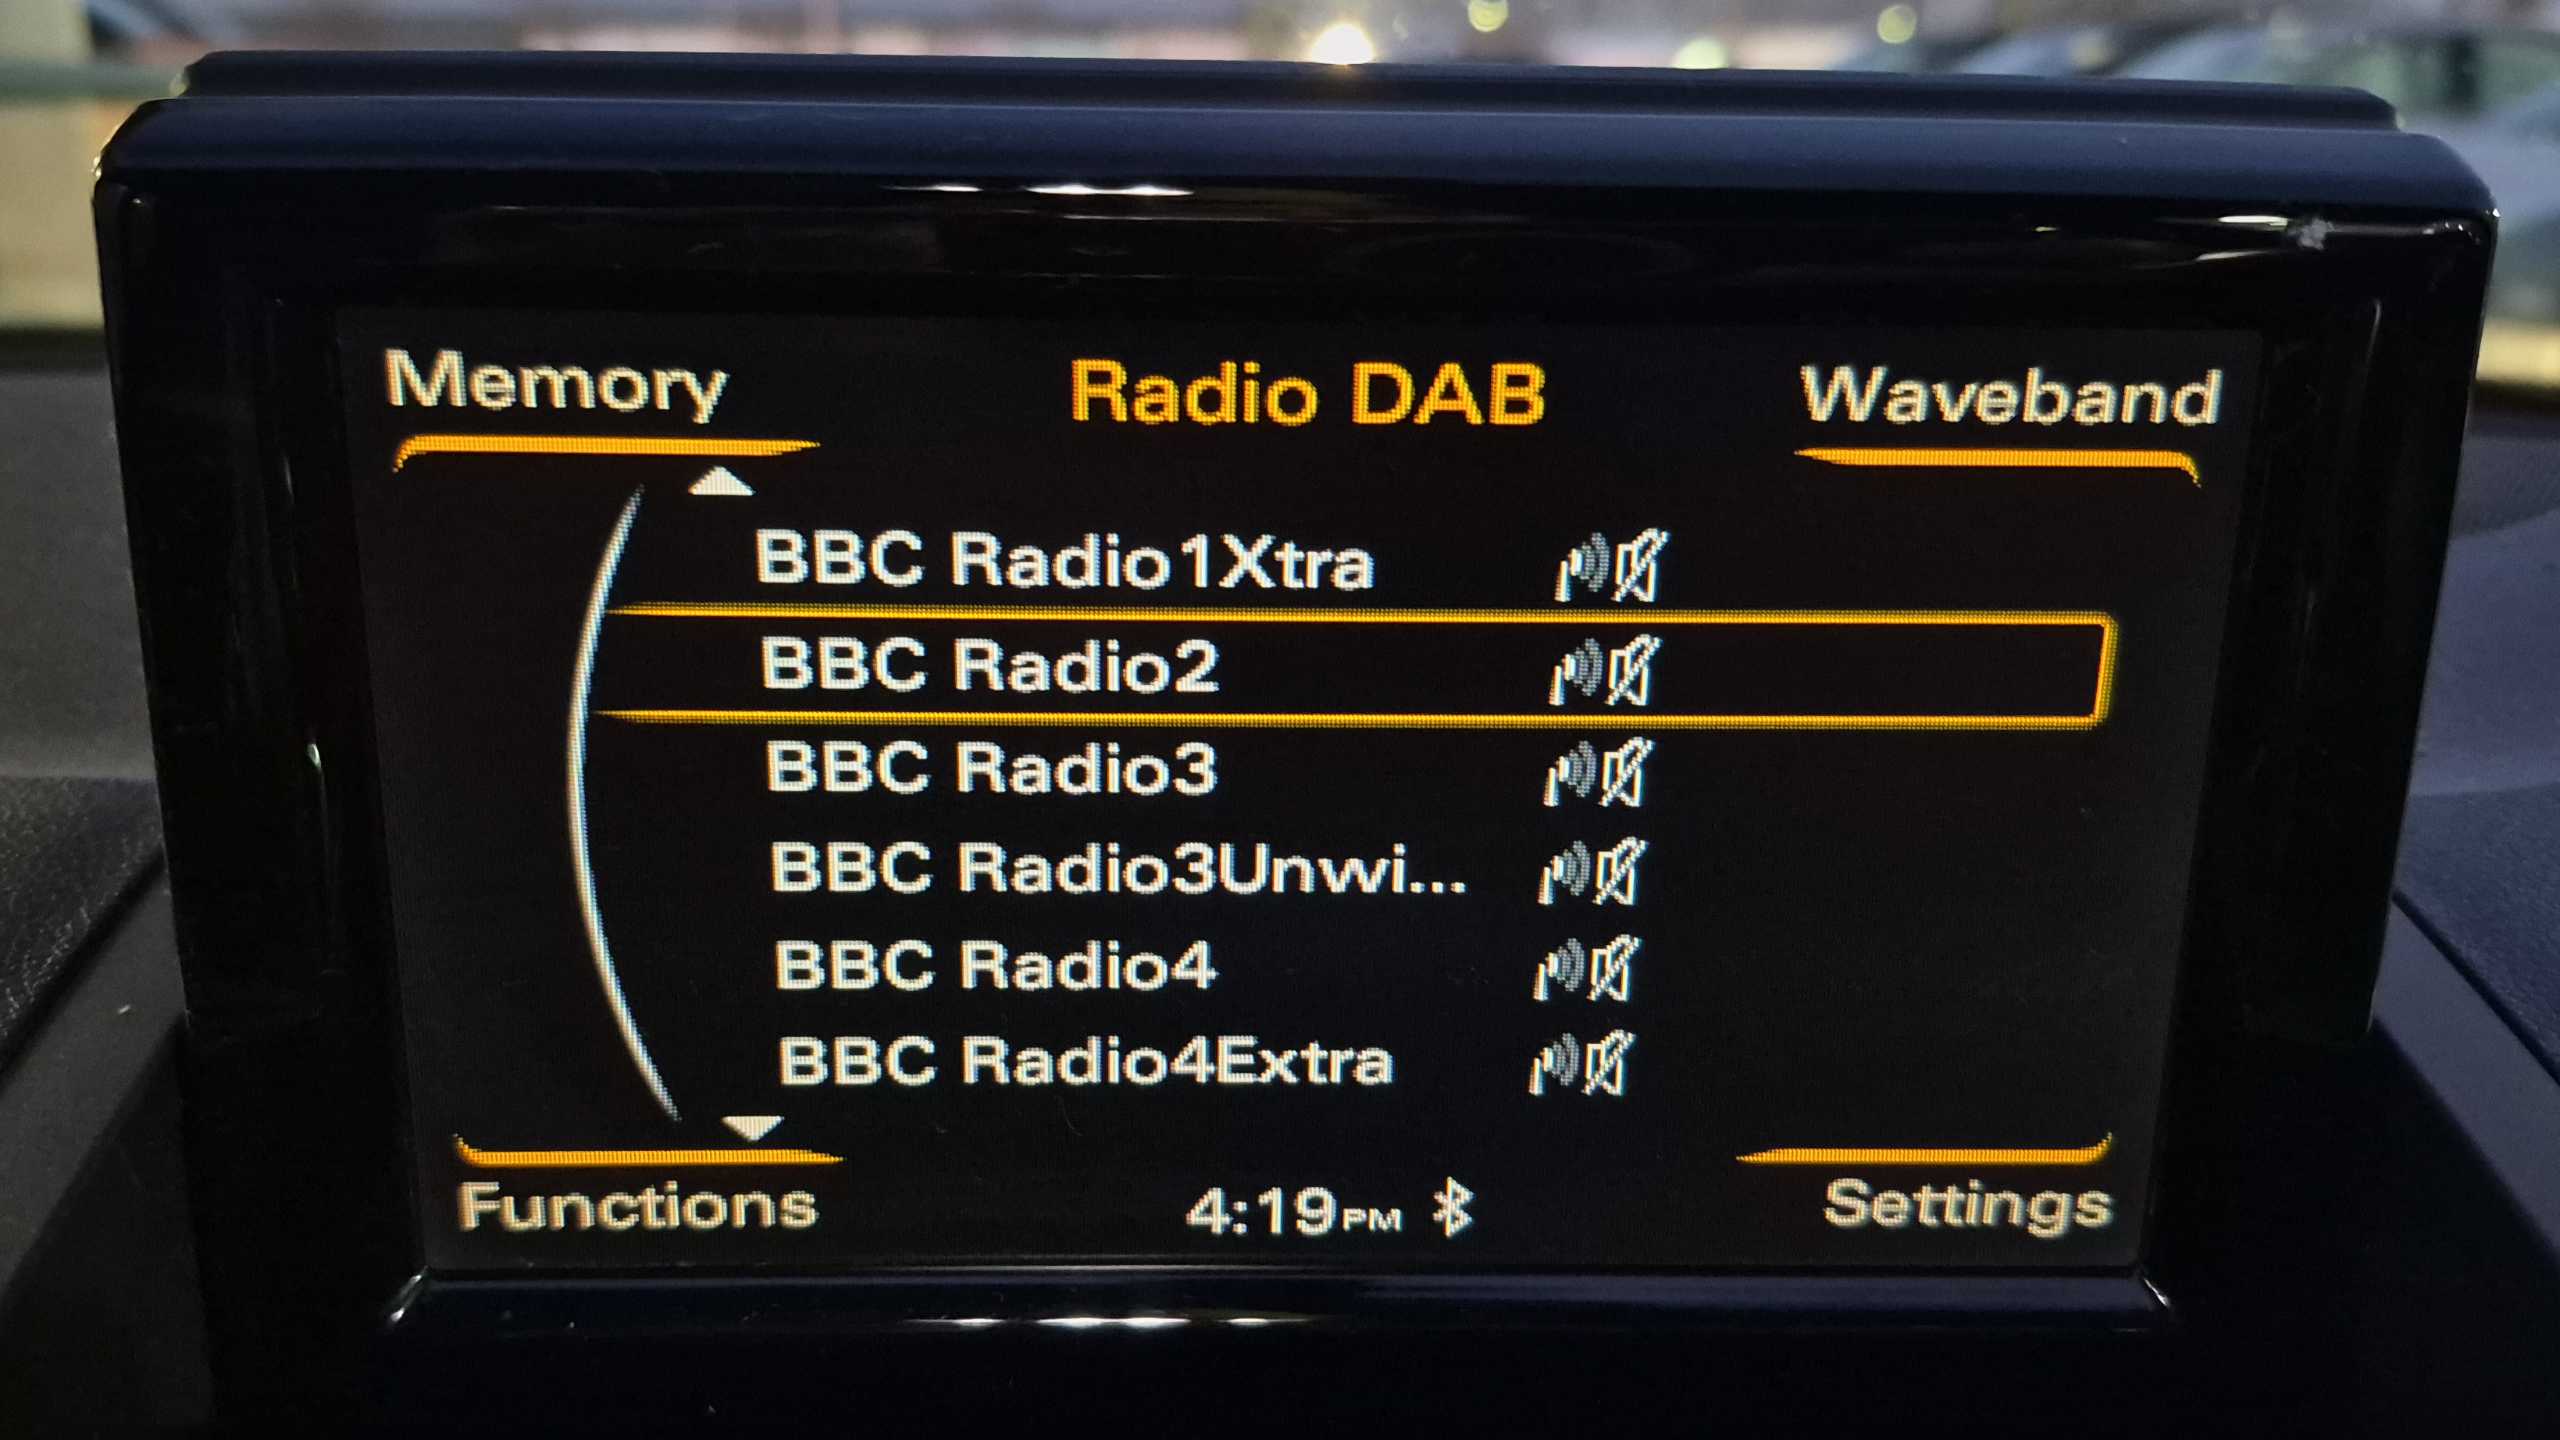 Memory Radio DAB Waveband
BBC Radio1Xtra
BBC Radio2
BBC Radio3
BBC Radio3Unwi...
BBC Radio4
BBC Radio4Extra
Functions 4:19PM Settings